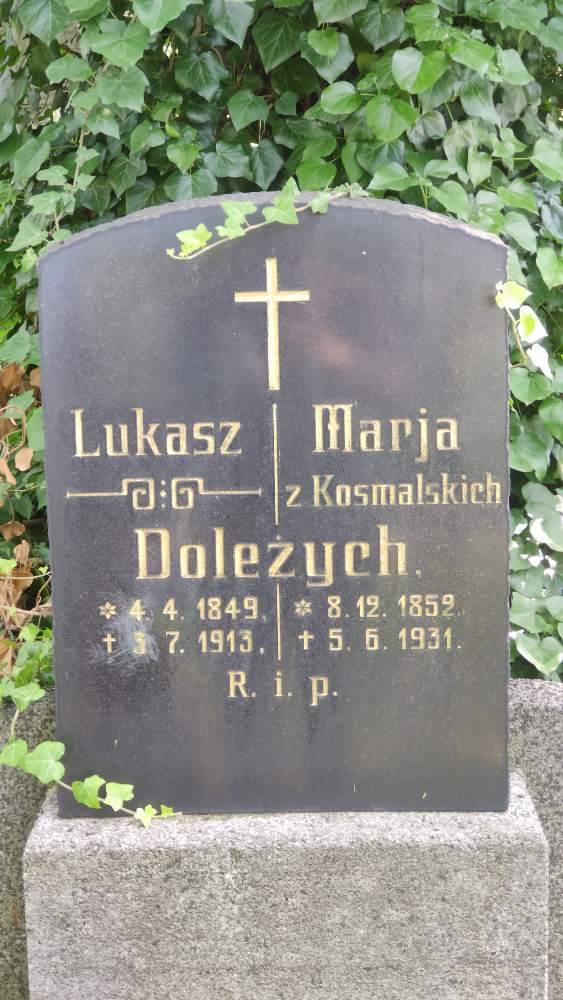 Lukasz Marja
z Kosmalskich
Doleżych.
* 4. 4. 1849. * 8. 12. 1852.
† 3. 7. 1913, † 5. 6. 1931.
R. i. p.